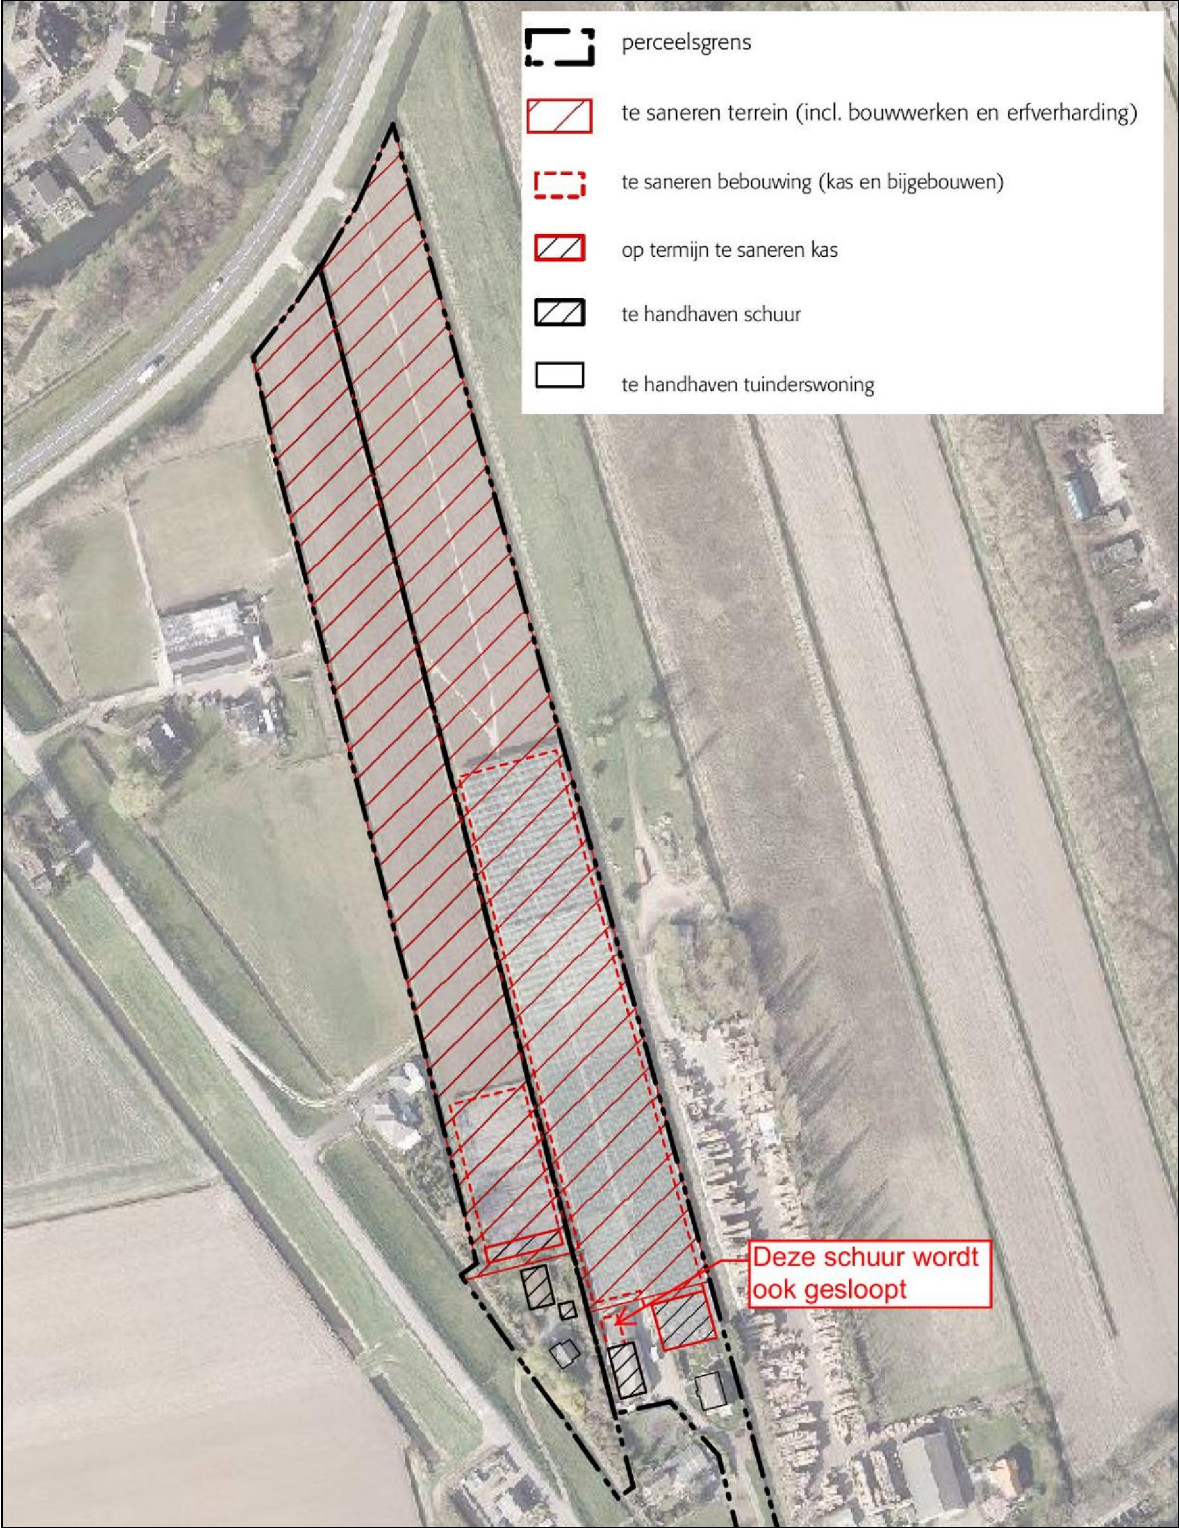 perceelsgrens
te saneren terrein (incl. bouwwerken en erfverharding)
te saneren bebouwing (kas en bijgebouwen)
op termijn te saneren kas
te handhaven schuur
te handhaven tuinderswoning
Deze schuur wordt
ook gesloopt